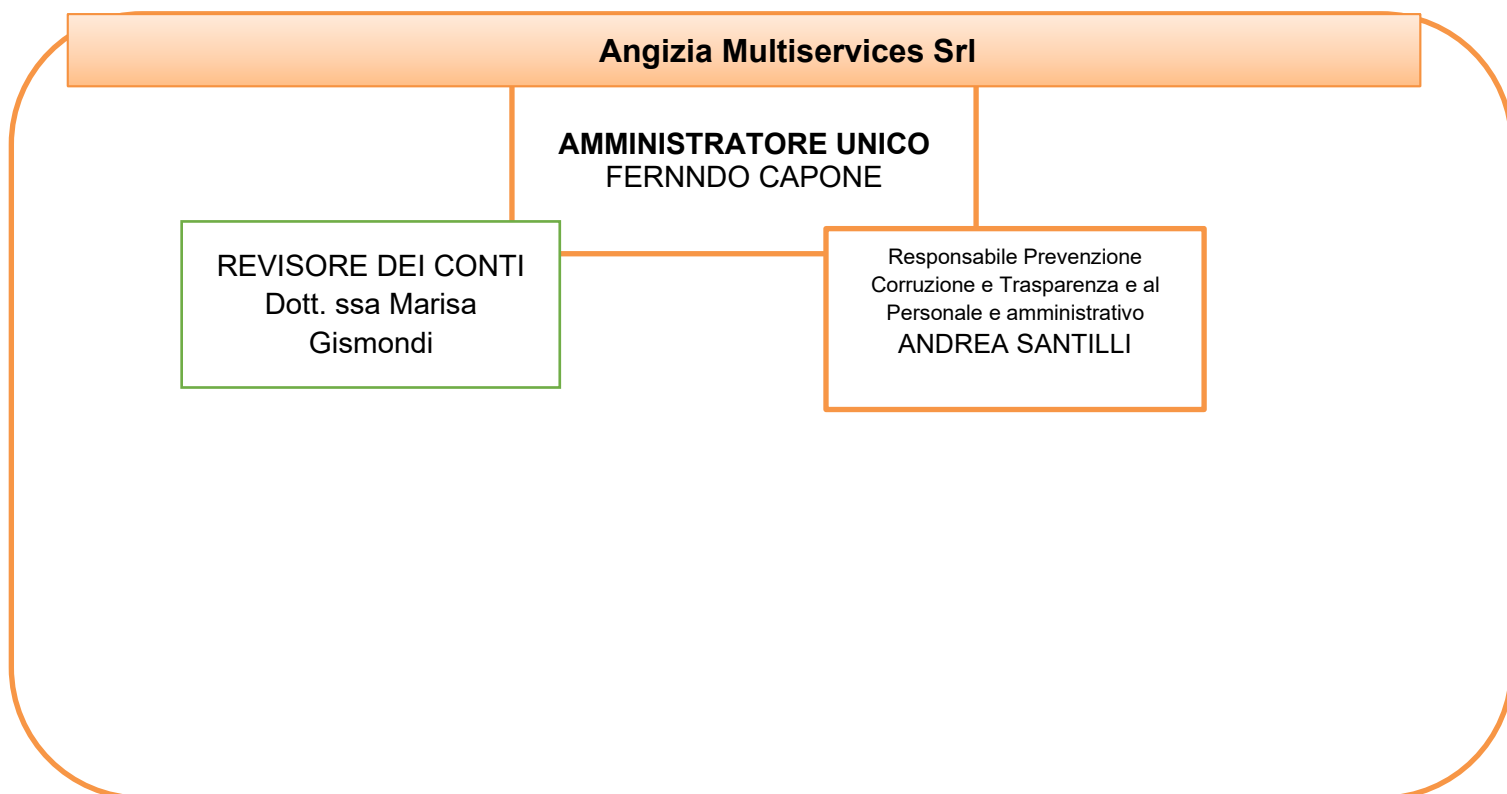 Angizia Multiservices Srl
AMMINISTRATORE UNICO
FERNNDO CAPONE
REVISORE DEI CONTI
Dott. ssa Marisa
Gismondi
Responsabile Prevenzione
Corruzione e Trasparenza e al
Personale e amministrativo
ANDREA SANTILLI